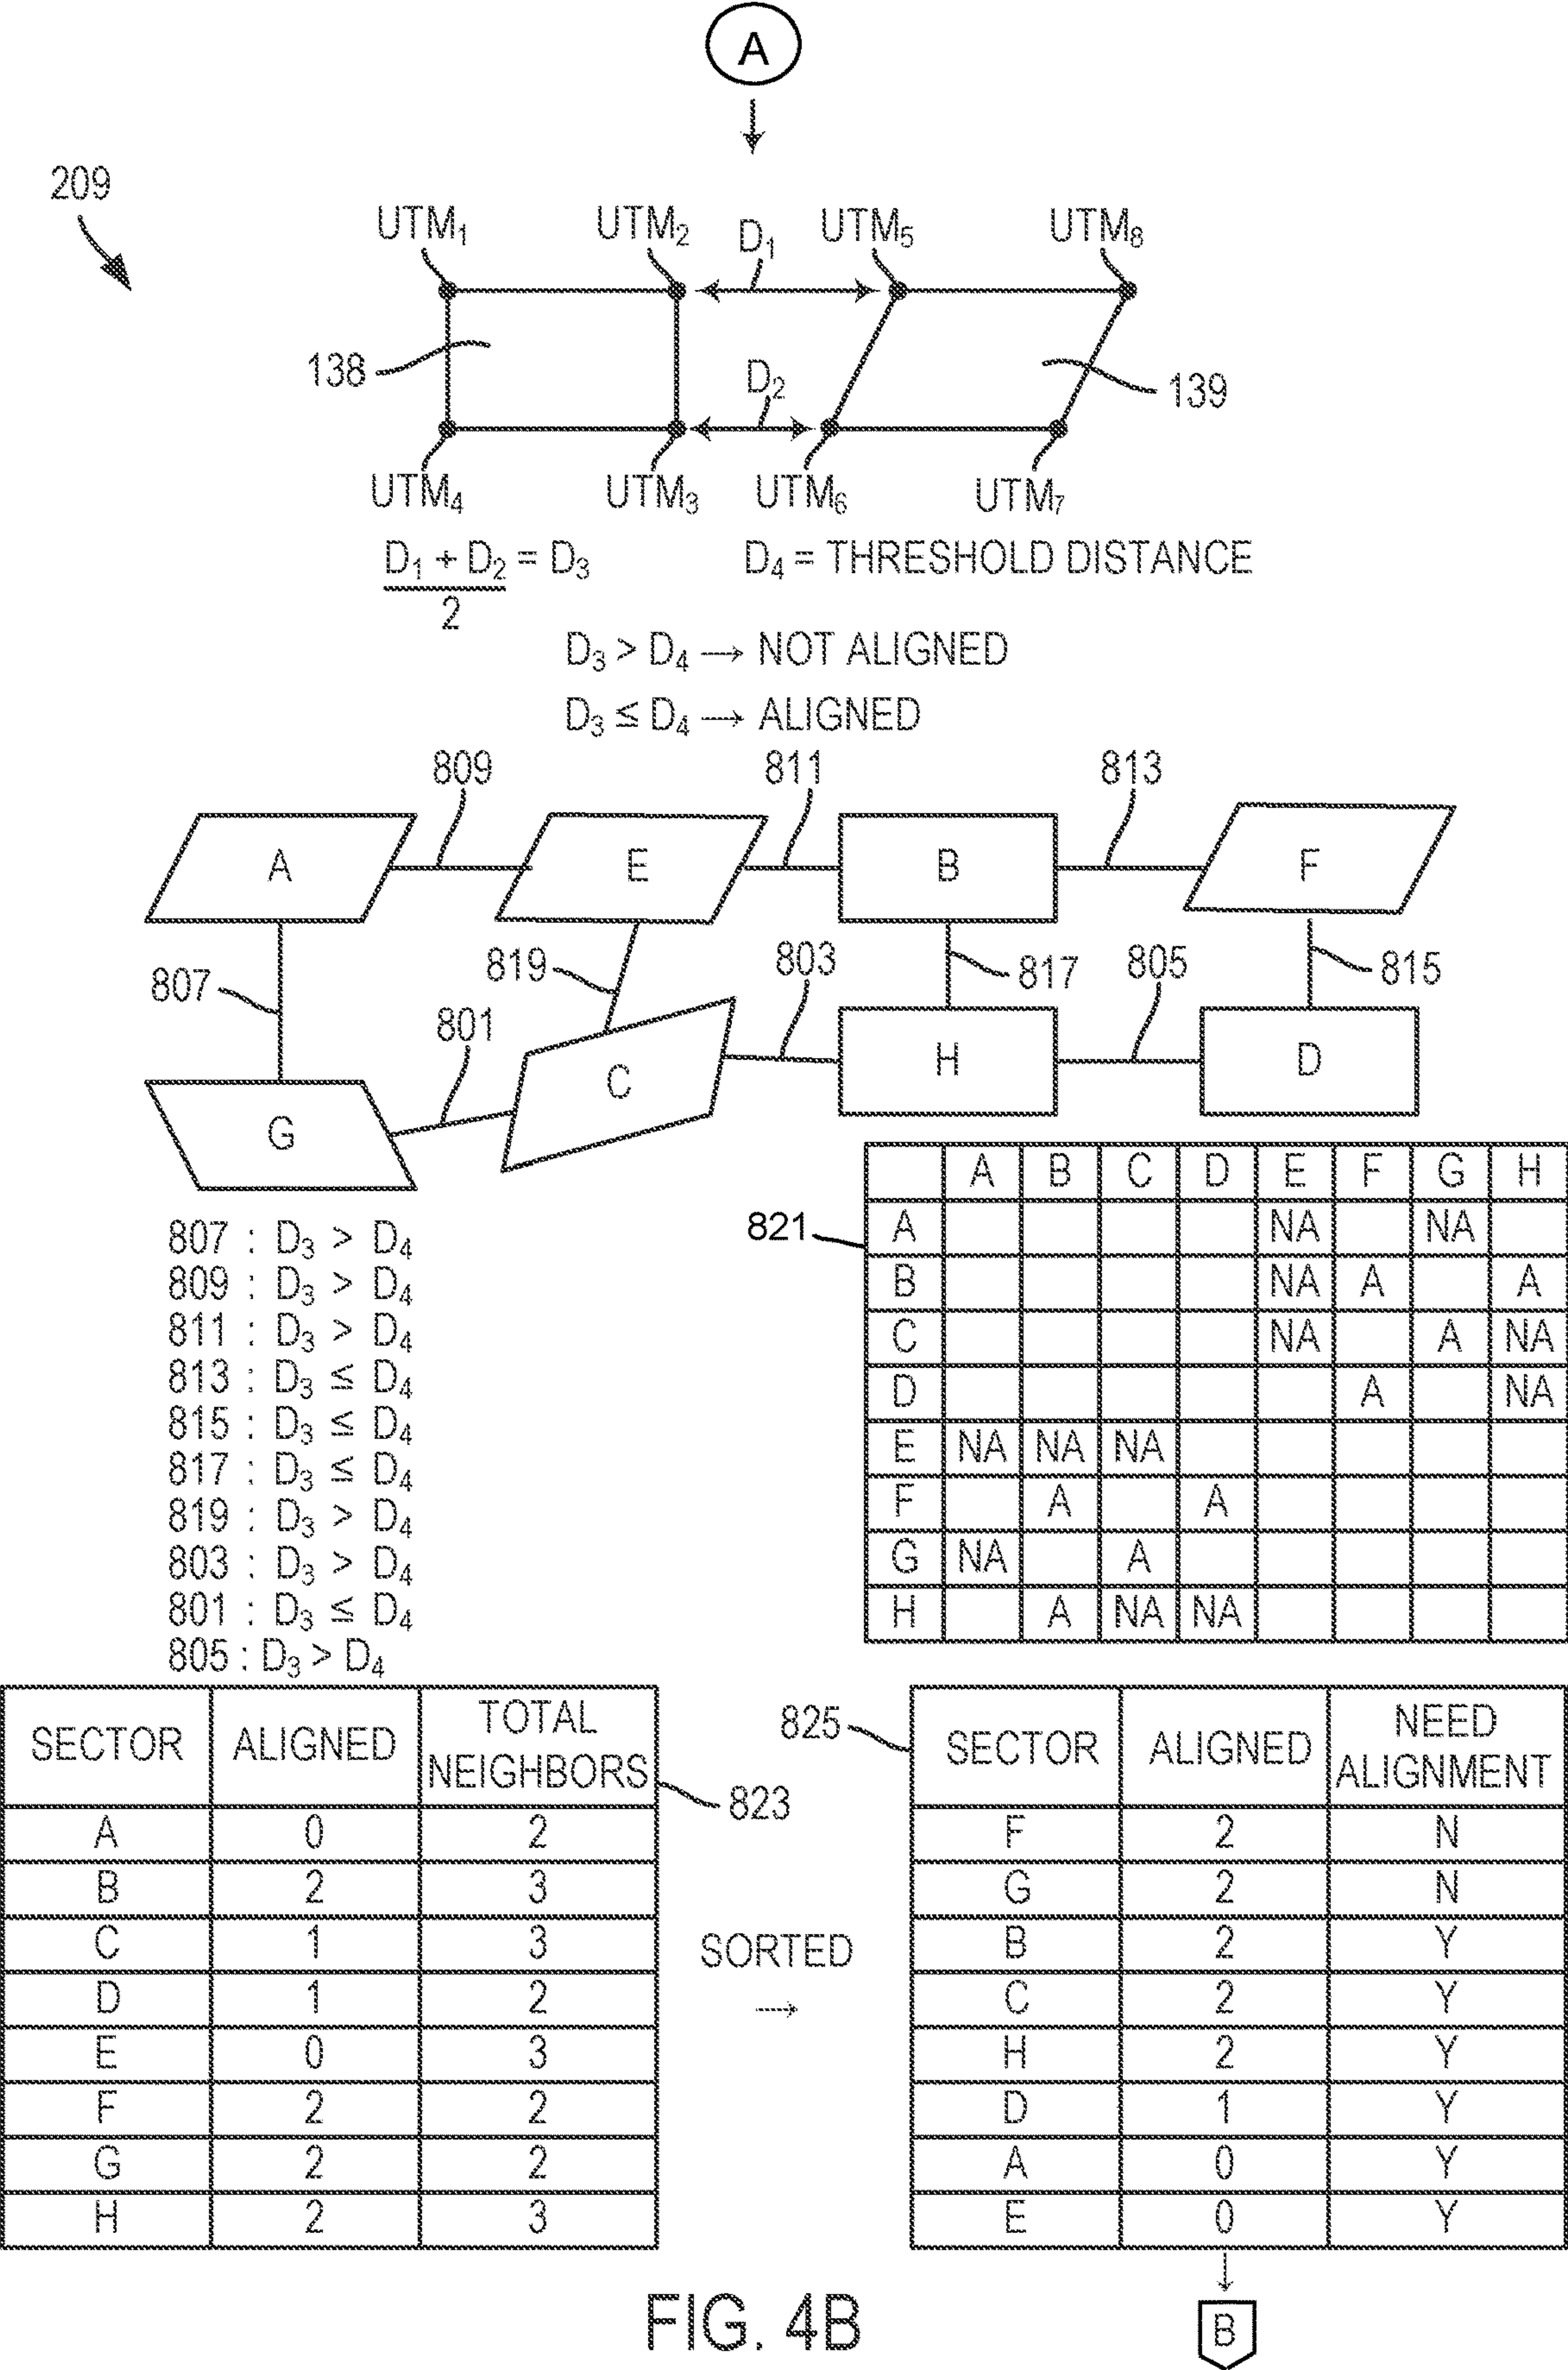 A
209
UTM1 UTM2 D1 UTM5 UTM8
138 D2 139
UTM4 UTM3 UTM6 UTM7
D1 + D2 = D3 D4 = THRESHOLD DISTANCE
2
D3 > D4 → NOT ALIGNED
D3 ≤ D4 → ALIGNED
809 811 813
A E B F
807 819 803 817 805 815
801
G C H D
807 : D3 > D4
809 : D3 > D4
811 : D3 > D4
813 : D3 ≤ D4
815 : D3 ≤ D4
817 : D3 ≤ D4
819 : D3 > D4
803 : D3 > D4
801 : D3 ≤ D4
805 : D3 > D4
821
A B C D E F G H
A NA NA
B NA A A
C NA A NA
D A NA
E NA NA NA
F A A
G NA A
H A NA NA
SECTOR ALIGNED TOTAL NEIGHBORS
A 0 2
B 2 3
C 1 3
D 1 2
E 0 3
F 2 2
G 2 2
H 2 3
823
SORTED
→
825
SECTOR ALIGNED NEED ALIGNMENT
F 2 N
G 2 N
B 2 Y
C 2 Y
H 2 Y
D 1 Y
A 0 Y
E 0 Y
B
FIG. 4B